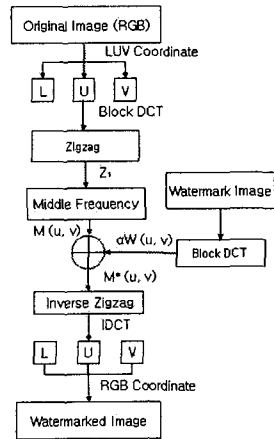 Original Image (RGB)
LUV Coordinate
L U V
Block DCT
Zigzag
Z₁
Middle Frequency
Watermark Image
M (u, v)
αW (u, v)
Block DCT
M* (u, v)
Inverse Zigzag
IDCT
L U V
RGB Coordinate
Watermarked Image